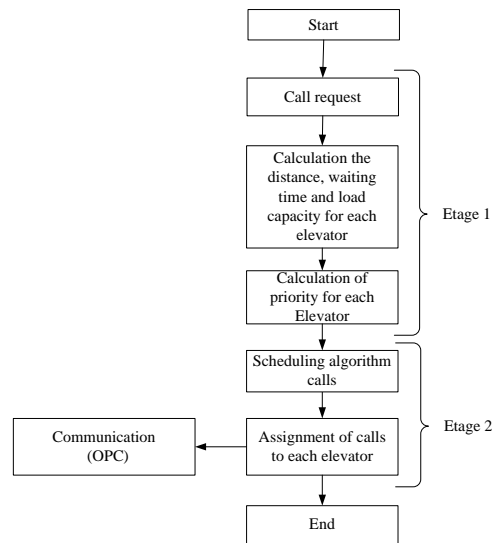 Start
Call request
Calculation the
distance, waiting
time and load
capacity for each
elevator
Etage 1
Calculation of
priority for each
Elevator
Scheduling algorithm
calls
Etage 2
Communication
(OPC)
Assignment of calls
to each elevator
End